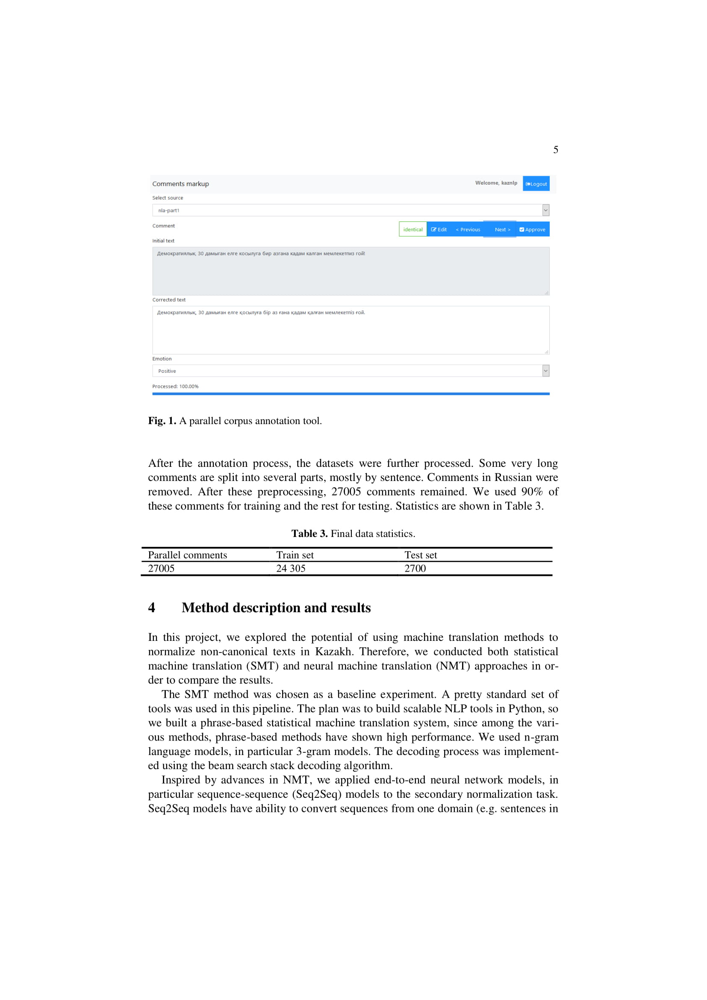 5
Comments markup
Welcome, kaznlp
Logout
Select source
nla-part1
Comment
identical Edit < Previous Next > Approve
Initial text
Демократиялык, 30 дамыган елге косылуга бир азгана кадам калган мемлекетпиз гой!
Corrected text
Демократиялық, 30 дамыған елге қосылуға бір аз ғана қадам қалған мемлекетпіз ғой.
Emotion
Positive
Processed: 100.00%
Fig. 1. A parallel corpus annotation tool.
After the annotation process, the datasets were further processed. Some very long
comments are split into several parts, mostly by sentence. Comments in Russian were
removed. After these preprocessing, 27005 comments remained. We used 90% of
these comments for training and the rest for testing. Statistics are shown in Table 3.
Table 3. Final data statistics.
Parallel comments Train set Test set
27005 24 305 2700
4 Method description and results
In this project, we explored the potential of using machine translation methods to
normalize non-canonical texts in Kazakh. Therefore, we conducted both statistical
machine translation (SMT) and neural machine translation (NMT) approaches in or-
der to compare the results.
The SMT method was chosen as a baseline experiment. A pretty standard set of
tools was used in this pipeline. The plan was to build scalable NLP tools in Python, so
we built a phrase-based statistical machine translation system, since among the vari-
ous methods, phrase-based methods have shown high performance. We used n-gram
language models, in particular 3-gram models. The decoding process was implement-
ed using the beam search stack decoding algorithm.
Inspired by advances in NMT, we applied end-to-end neural network models, in
particular sequence-sequence (Seq2Seq) models to the secondary normalization task.
Seq2Seq models have ability to convert sequences from one domain (e.g. sentences in